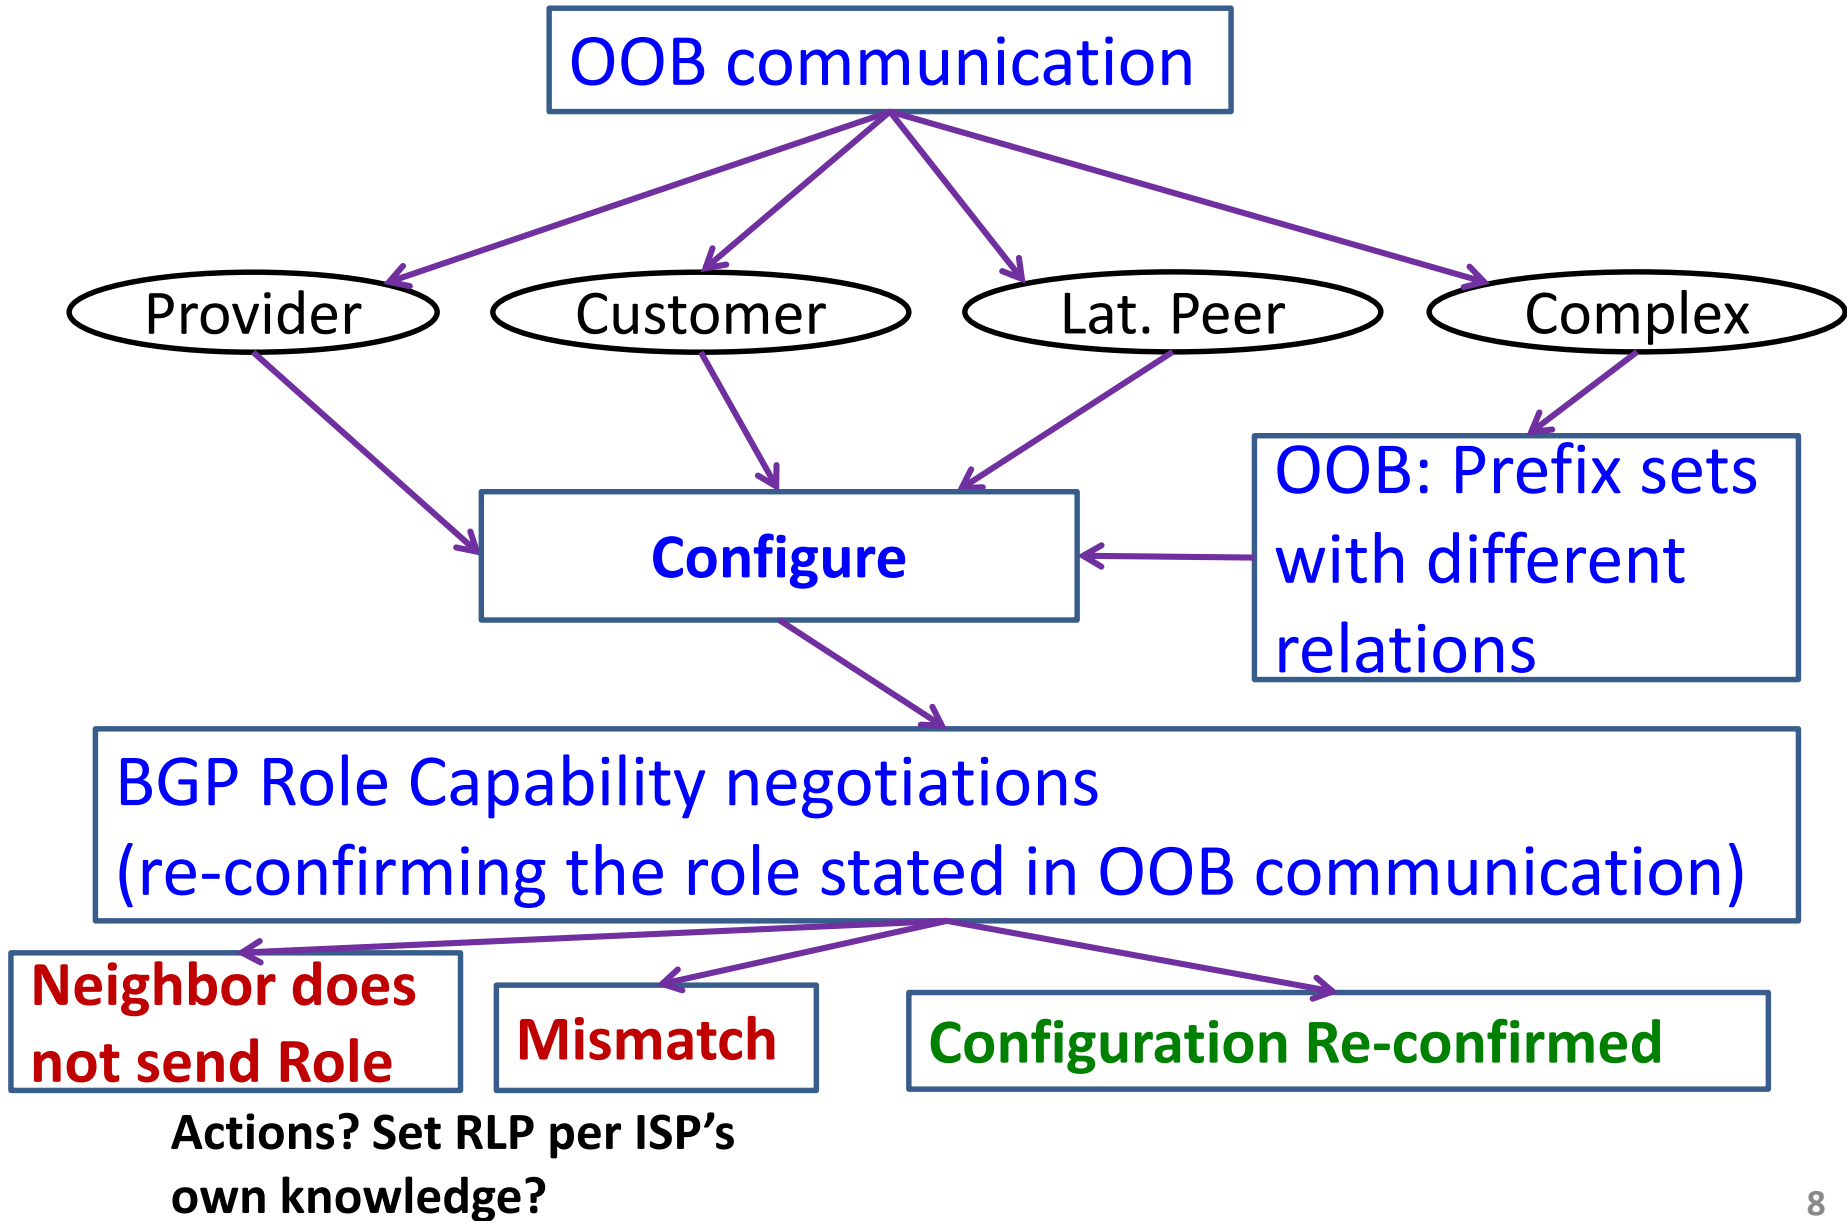 OOB communication
Provider
Customer
Lat. Peer
Complex
OOB: Prefix sets
with different
relations
Configure
BGP Role Capability negotiations
(re-confirming the role stated in OOB communication)
Neighbor does
not send Role
Mismatch
Configuration Re-confirmed
Actions? Set RLP per ISP’s
own knowledge?
8